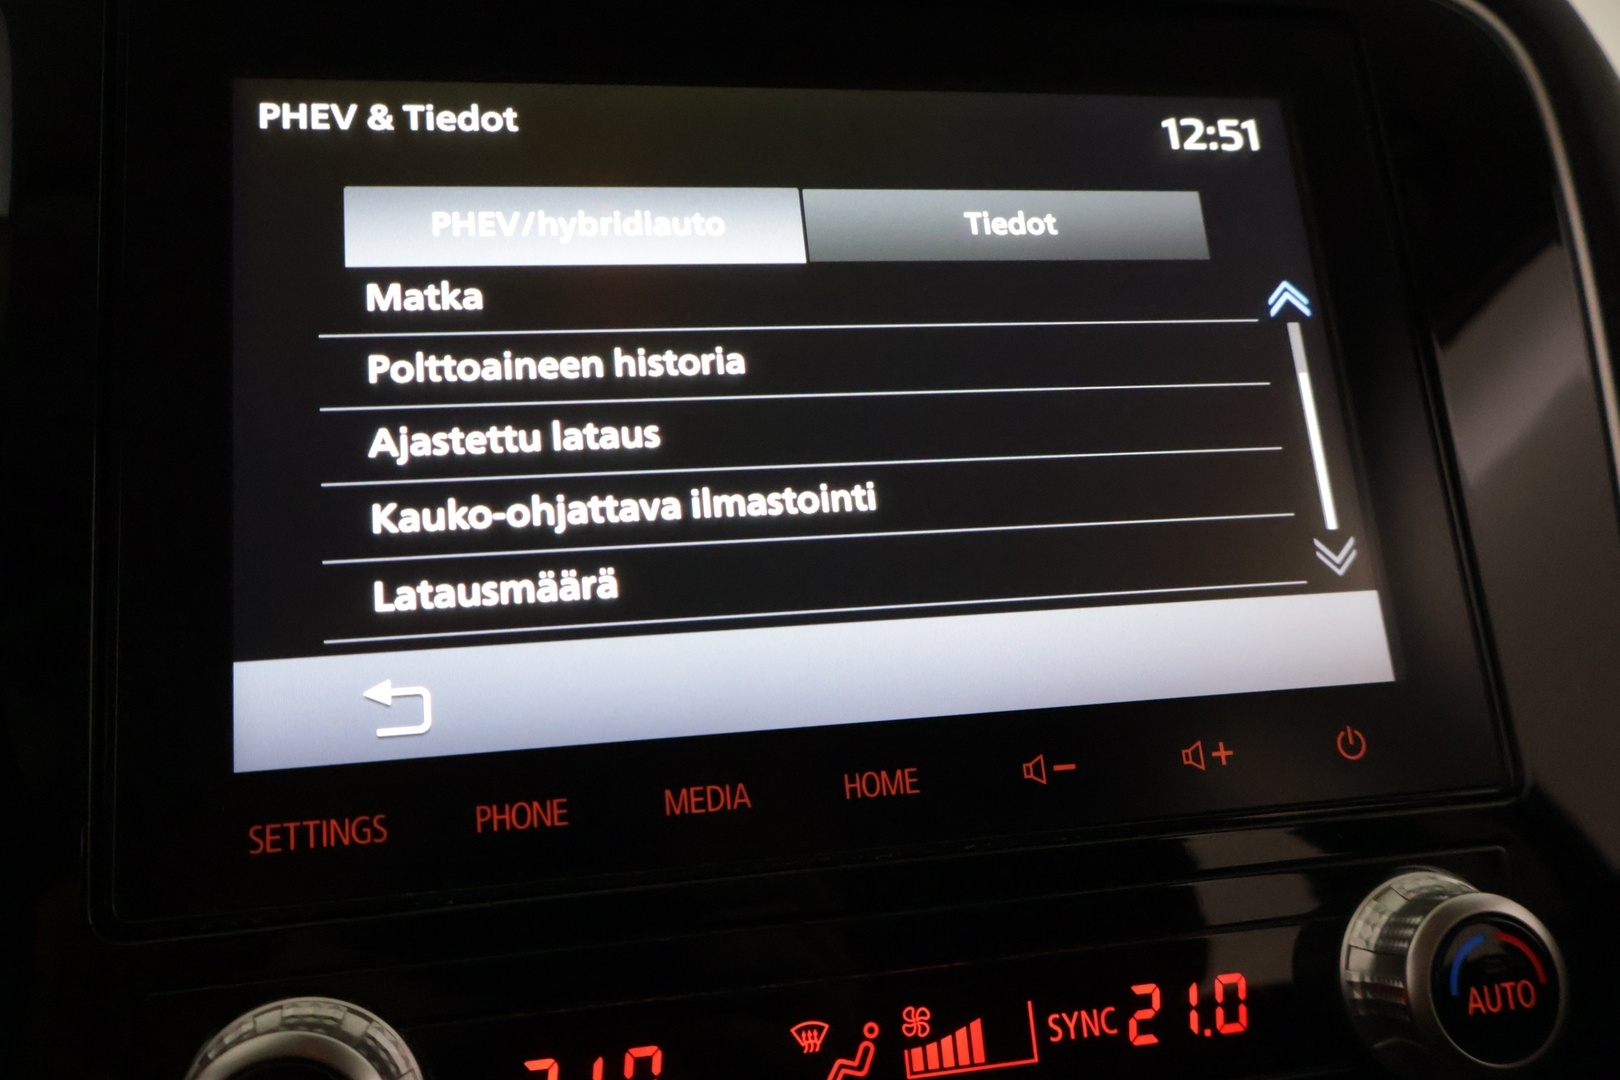 PHEV & Tiedot
12:51
PHEV/hybridiauto
Tiedot
Matka
Polttoaineen historia
Ajastettu lataus
Kauko-ohjattava ilmastointi
Latausmäärä
SETTINGS
PHONE
MEDIA
HOME
SYNC
21.0
AUTO